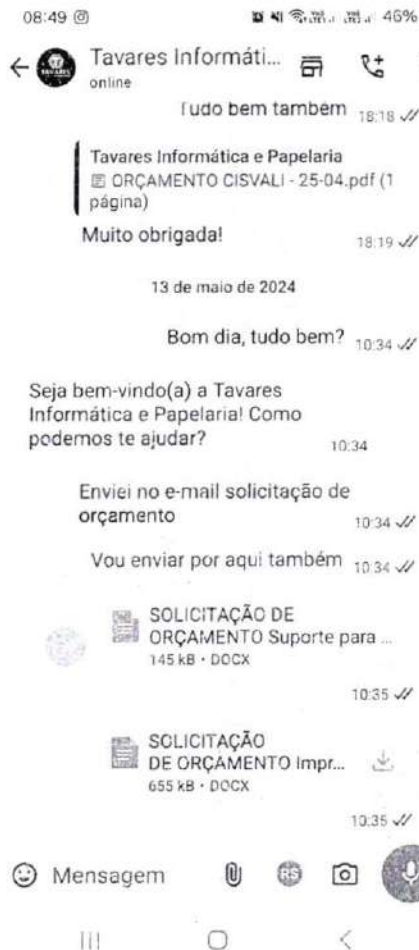 08:49 46%
Tavares Informáti...
online
Tudo bem também 18:18
Tavares Informática e Papelaria
ORÇAMENTO CISVALI - 25-04.pdf (1
página)
Muito obrigada! 18:19
13 de maio de 2024
Bom dia, tudo bem? 10:34
Seja bem-vindo(a) a Tavares
Informática e Papelaria! Como
podemos te ajudar? 10:34
Enviei no e-mail solicitação de
orçamento 10:34
Vou enviar por aqui também 10:34
SOLICITAÇÃO DE
ORÇAMENTO Suporte para ...
145 kB • DOCX
10:35
SOLICITAÇÃO
DE ORÇAMENTO Impr...
655 kB • DOCX
10:35
Mensagem